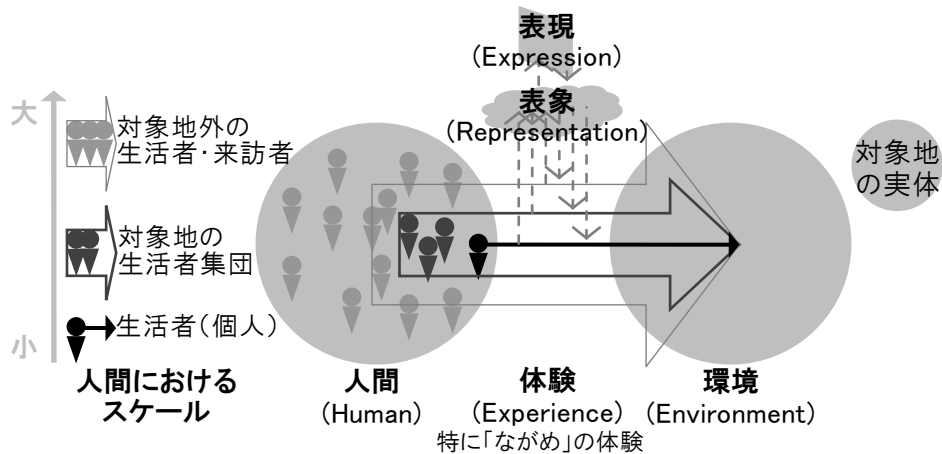 表現
(Expression)
表象
(Representation)
大
小
対象地外の
生活者・来訪者
対象地の
生活者集団
生活者(個人)
人間における
スケール
人間
(Human)
体験
(Experience)
特に「ながめ」の体験
環境
(Environment)
対象地
の実体